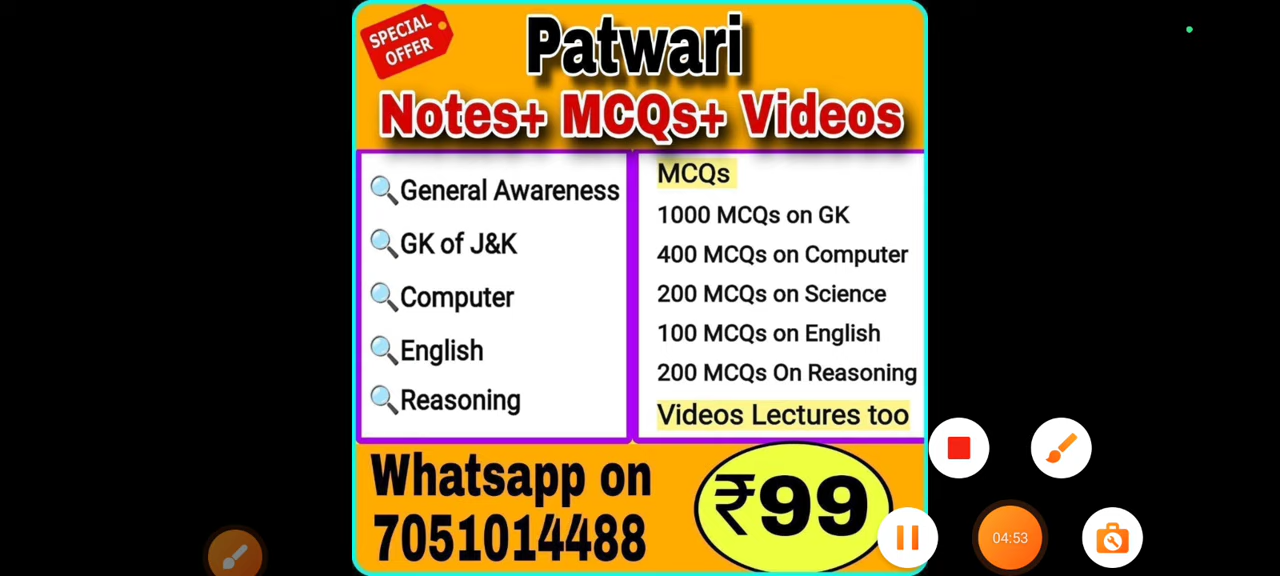 SPECIAL
OFFER
Patwari
Notes+ MCQs+ Videos
General Awareness
GK of J&K
Computer
English
Reasoning
MCQs
1000 MCQs on GK
400 MCQs on Computer
200 MCQs on Science
100 MCQs on English
200 MCQs On Reasoning
Videos Lectures too
Whatsapp on
7051014488
₹99
04:53